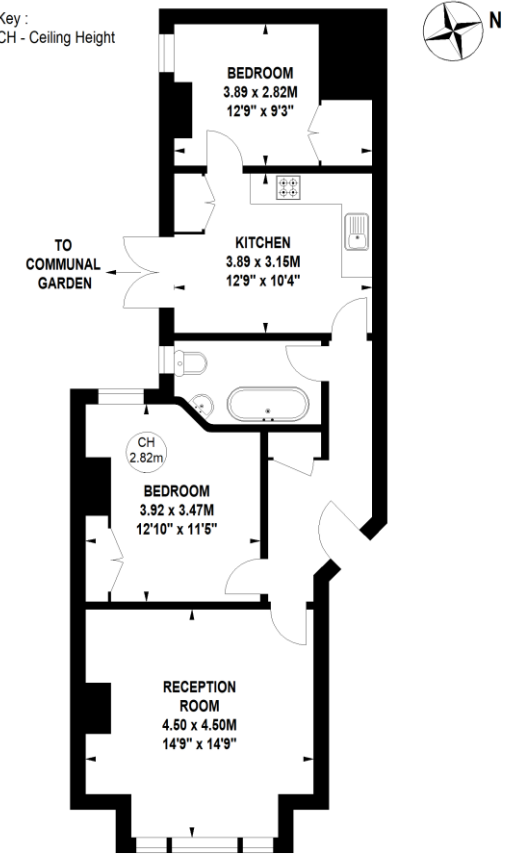 Key :
CH - Ceiling Height
N
BEDROOM
3.89 x 2.82M
12'9" x 9'3"
KITCHEN
3.89 x 3.15M
12'9" x 10'4"
TO
COMMUNAL
GARDEN
CH
2.82m
BEDROOM
3.92 x 3.47M
12'10" x 11'5"
RECEPTION
ROOM
4.50 x 4.50M
14'9" x 14'9"